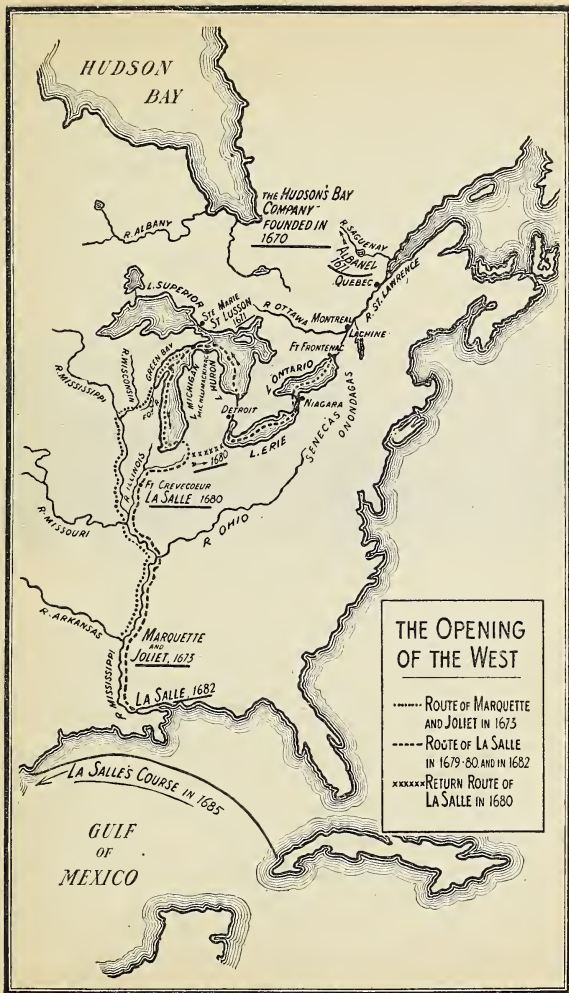 HUDSON
BAY
THE HUDSON'S BAY
COMPANY
FOUNDED IN
1670
R. ALBANY
R. SAGUENAY
ALBANEL
1671
QUEBEC
R. ST. LAWRENCE
L. SUPERIOR
STE MARIE
ST LUSSON
1671
R. OTTAWA
MONTREAL
LACHINE
FT FRONTENAC
R. MISSISSIPPI
R. WISCONSIN
GREEN BAY
FOX R.
L. MICHIGAN
MICHILIMACKINAC
L. HURON
L. ONTARIO
NIAGARA
DETROIT
L. ERIE
SENECAS
ONONDAGAS
1680
R. ILLINOIS
FT CREVECOEUR
LA SALLE 1680
R. MISSOURI
R. OHIO
R. ARKANSAS
MARQUETTE
AND
JOLIET, 1673
R. MISSISSIPPI
LA SALLE, 1682
LA SALLE'S COURSE IN 1685
GULF
OF
MEXICO
THE OPENING
OF THE WEST
ROUTE OF MARQUETTE
AND JOLIET IN 1673
ROUTE OF LA SALLE
IN 1679-80. AND IN 1682
xxxxxx RETURN ROUTE OF
LA SALLE IN 1680